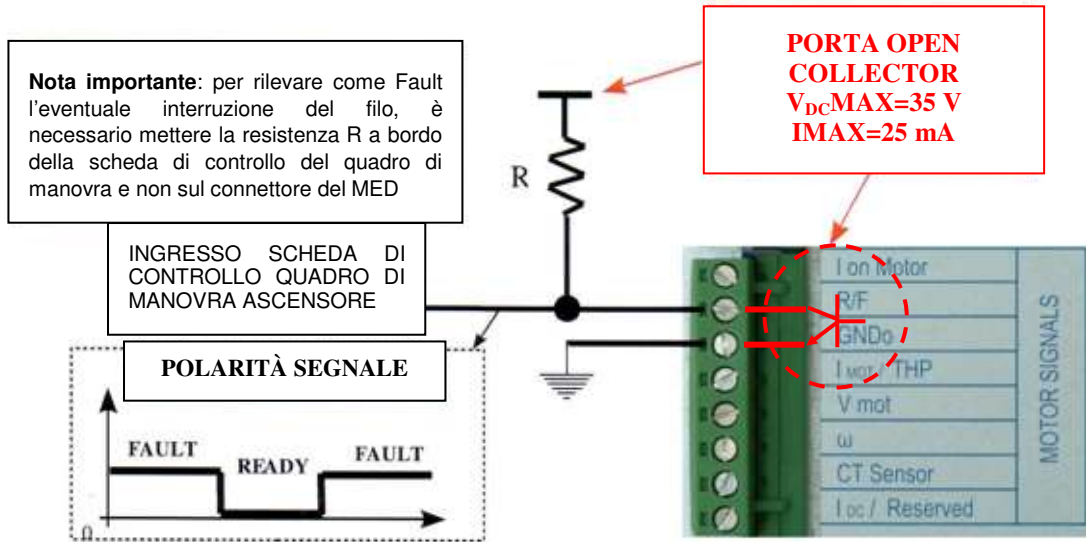 Nota importante: per rilevare come Fault
l'eventuale interruzione del filo, è
necessario mettere la resistenza R a bordo
della scheda di controllo del quadro di
manovra e non sul connettore del MED
PORTA OPEN
COLLECTOR
VDCMAX=35 V
IMAX=25 mA
R
INGRESSO SCHEDA DI
CONTROLLO QUADRO DI
MANOVRA ASCENSORE
POLARITÀ SEGNALE
FAULT
READY
FAULT
0
I on Motor
R/F
GNDo
I MOT / THP
V mot
ω
CT Sensor
I DC / Reserved
MOTOR SIGNALS